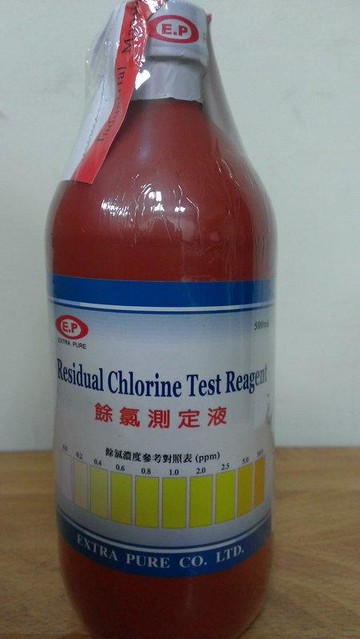 E.P
E.P
EXTRA PURE
500ml
Residual Chlorine Test Reagent
餘氯測定液
餘氯濃度參考對照表 (ppm)
0.2 0.4 0.6 0.8 1.0 2.0 2.5 5.0
EXTRA PURE CO. LTD.